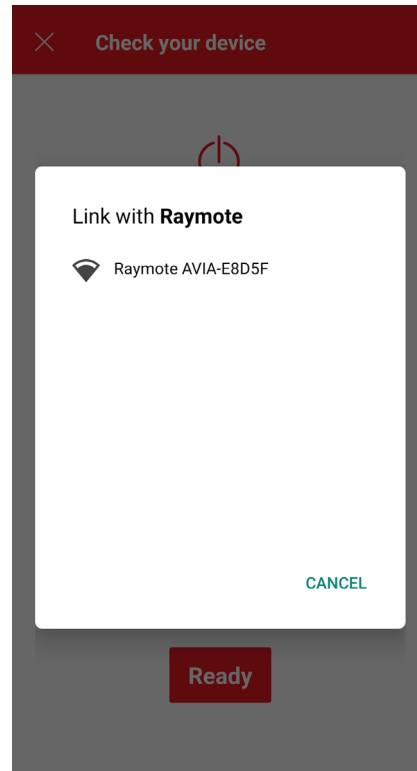 Check your device
Link with Raymote
Raymote AVIA-E8D5F
CANCEL
Ready